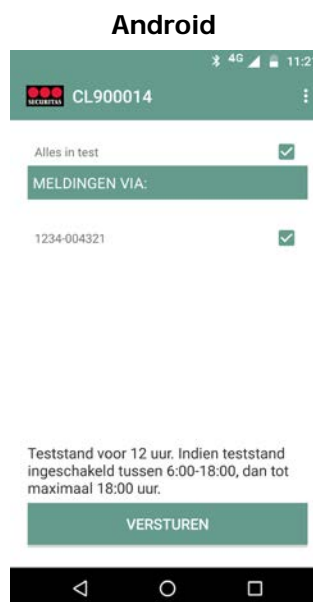 Android
4G 11:2
SECURITAS CL900014
Alles in test
MELDINGEN VIA:
1234-004321
Teststand voor 12 uur. Indien teststand
ingeschakeld tussen 6:00-18:00, dan tot
maximaal 18:00 uur.
VERSTUREN